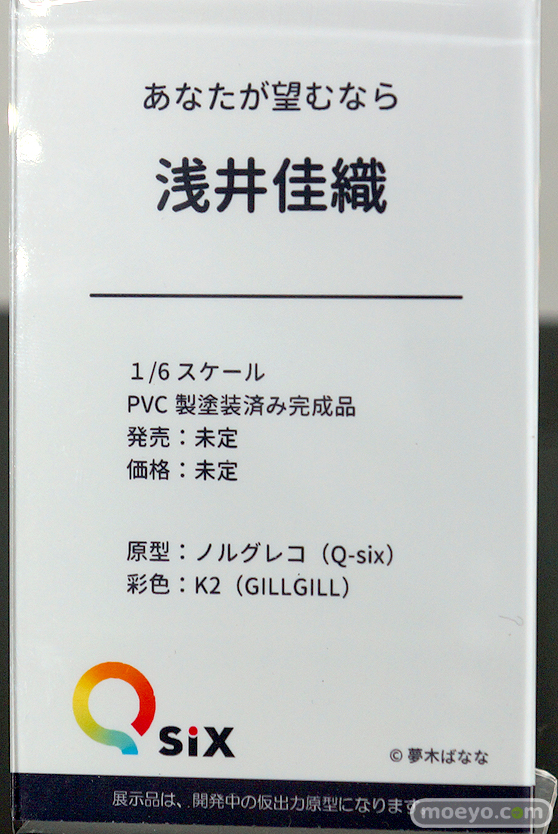 あなたが望むなら
浅井佳織
1/6 スケール
PVC 製塗装済み完成品
発売：未定
価格：未定
原型：ノルグレコ（Q-six）
彩色：K2（GILLGILL）
Q siX
© 夢木ばなな
展示品は、開発中の仮出力原型になります
moeyo.com